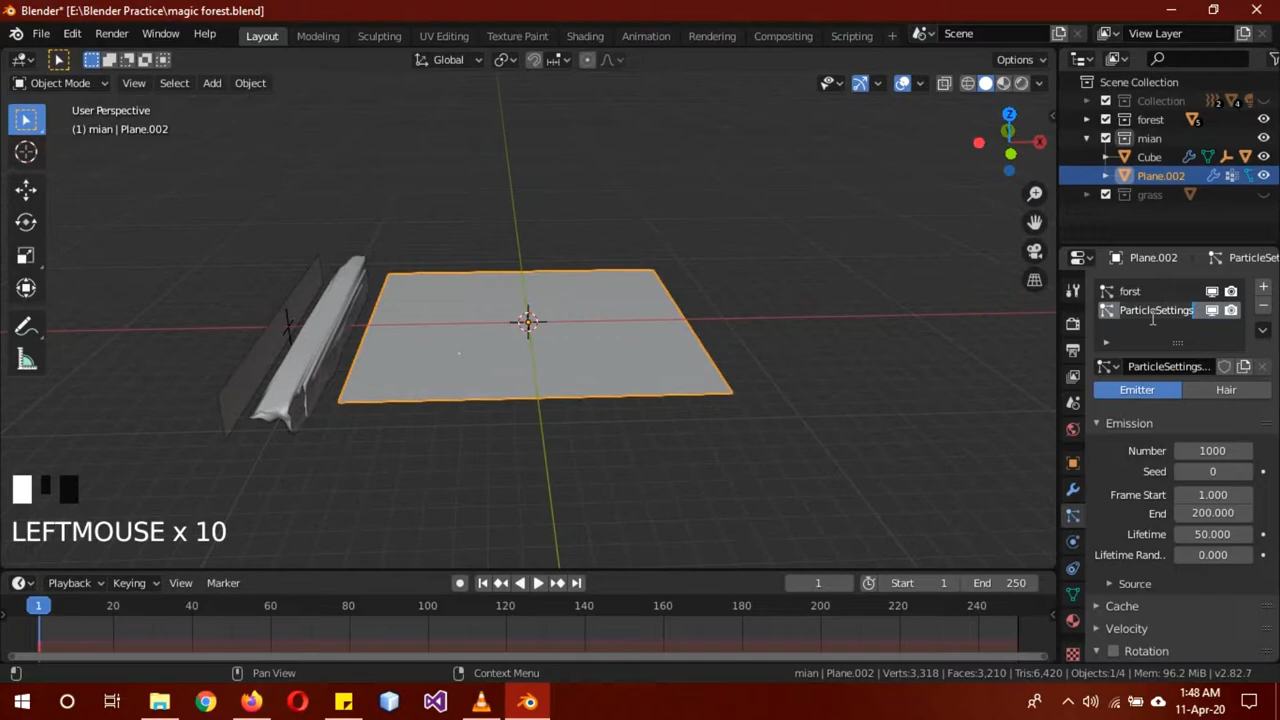 Blender* [E:\Blender Practice\magic forest.blend]
File Edit Render Window Help Layout Modeling Sculpting UV Editing Texture Paint Shading Animation Rendering Compositing Scripting + Scene View Layer
Global Options
Object Mode View Select Add Object
User Perspective
(1) mian | Plane.002
Z
X
Scene Collection
Collection 2 4
forest 5
mian
Cube
Plane.002
grass
Plane.002 ParticleSet
forst
ParticleSettings
ParticleSettings...
Emitter Hair
Emission
Number 1000
Seed 0
Frame Start 1.000
End 200.000
Lifetime 50.000
Lifetime Rand.. 0.000
Source
Cache
Velocity
Rotation
LEFTMOUSE x 10
Playback Keying View Marker 1 Start 1 End 250
1 20 40 60 80 100 120 140 160 180 200 220 240
Pan View Context Menu mian | Plane.002 | Verts:3,318 | Faces:3,210 | Tris:6,420 | Objects:1/4 | Mem: 96.2 MiB | v2.82.7
1:48 AM
11-Apr-20